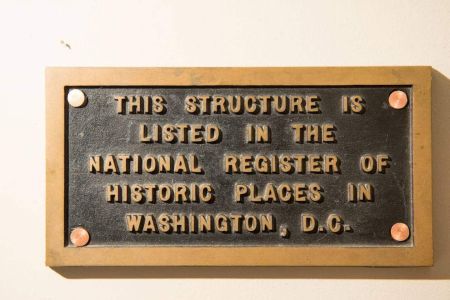 THIS STRUCTURE IS
LISTED IN THE
NATIONAL REGISTER OF
HISTORIC PLACES IN
WASHINGTON, D.C.